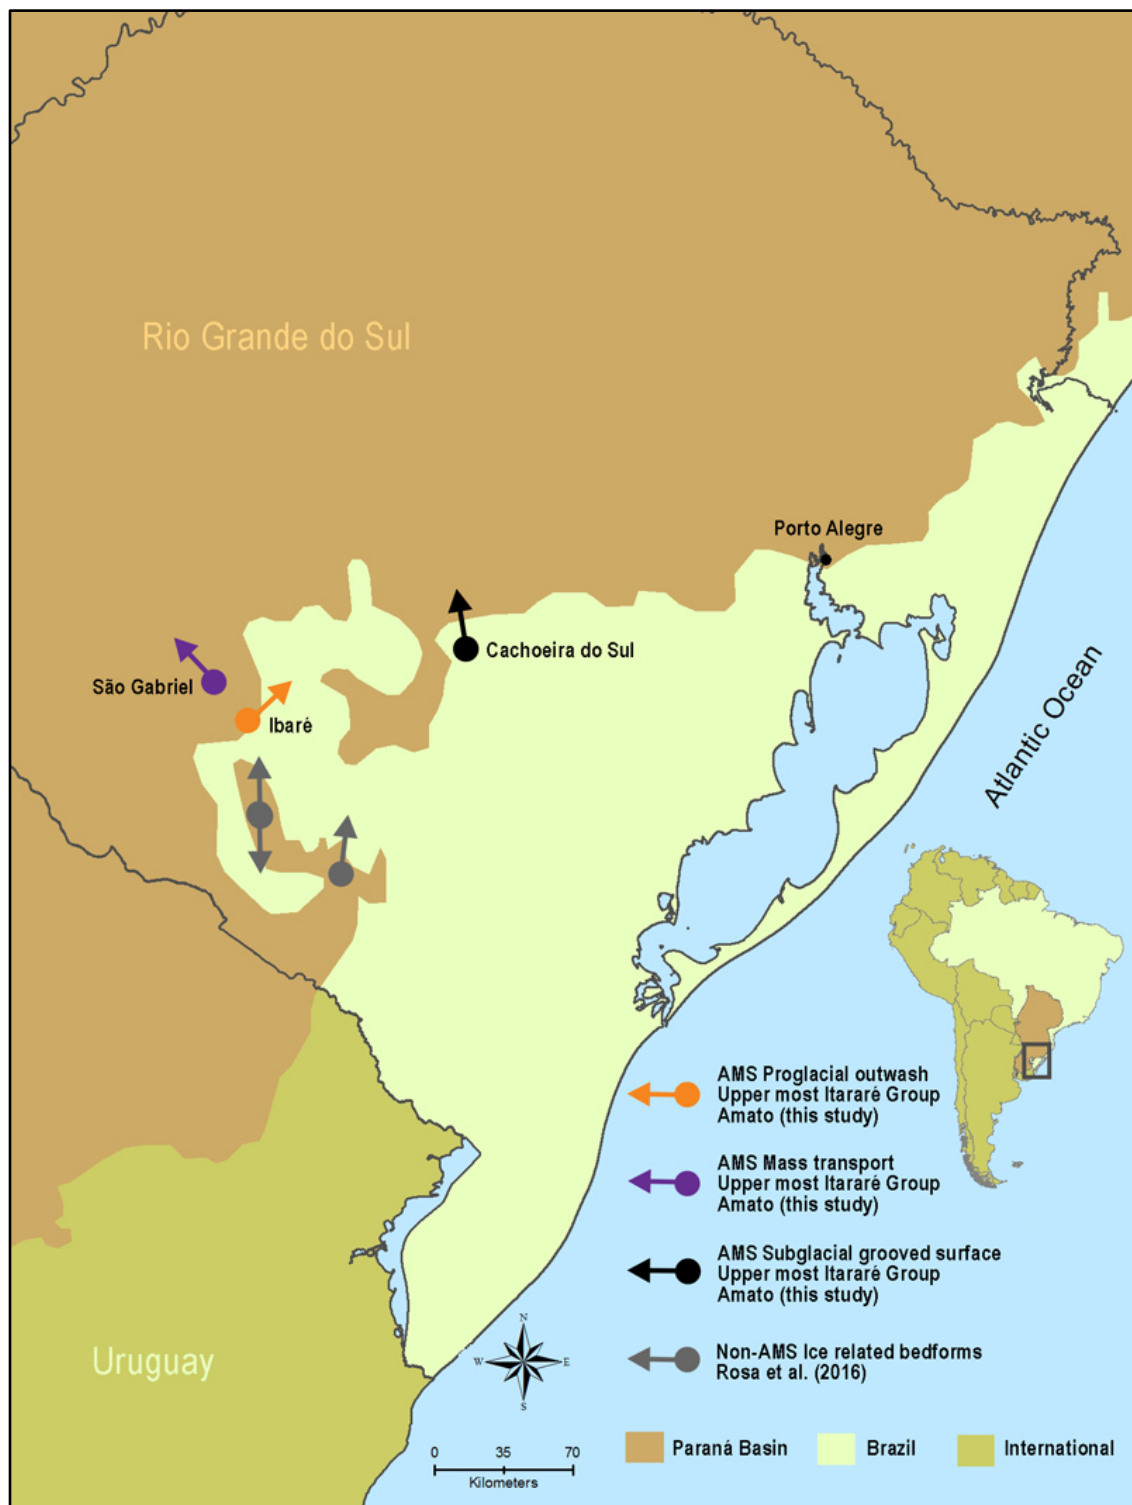 Rio Grande do Sul
Porto Alegre
Cachoeira do Sul
São Gabriel
Ibaré
Atlantic Ocean
AMS Proglacial outwash
Upper most Itararé Group
Amato (this study)
AMS Mass transport
Upper most Itararé Group
Amato (this study)
AMS Subglacial grooved surface
Upper most Itararé Group
Amato (this study)
Non-AMS Ice related bedforms
Rosa et al. (2016)
Uruguay
N
W
E
S
0 35 70
Kilometers
Paraná Basin
Brazil
International